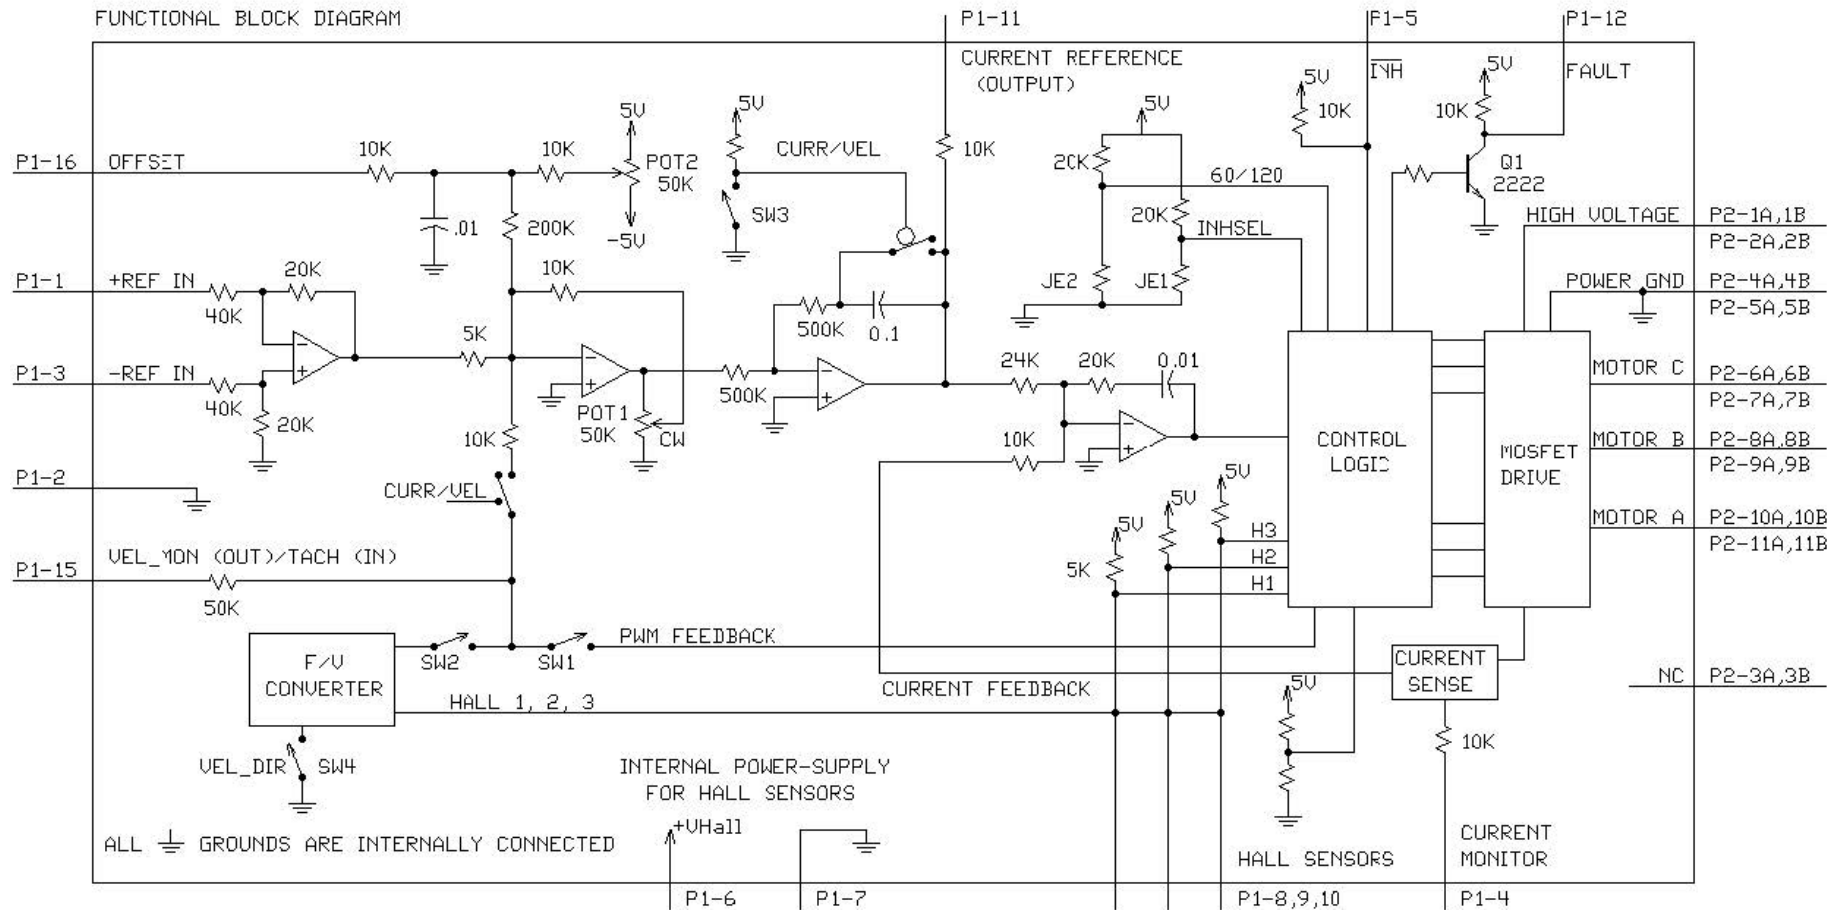 FUNCTIONAL BLOCK DIAGRAM
P1-11
P1-5
P1-12
CURRENT REFERENCE
(OUTPUT)
5V
INH
10K
5V
10K
FAULT
P1-16
OFFSET
10K
10K
5V
POT2
50K
-5V
.01
200K
5V
CURR/VEL
SW3
10K
5V
20K
60/120
20K
INHSEL
JE2
JE1
Q1
2222
HIGH VOLTAGE
P2-1A,1B
P2-2A,2B
POWER GND
P2-4A,4B
P2-5A,5B
P1-1
+REF IN
20K
40K
10K
5K
500K
0.1
P1-3
-REF IN
40K
20K
POT1
50K
CW
500K
24K
20K
0.01
10K
10K
CONTROL
LOGIC
MOSFET
DRIVE
MOTOR C
P2-6A,6B
P2-7A,7B
MOTOR B
P2-8A,8B
P2-9A,9B
MOTOR A
P2-10A,10B
P2-11A,11B
P1-2
CURR/VEL
5V
5V
5V
5K
H3
H2
H1
P1-15
VEL_MON (OUT)/TACH (IN)
50K
F/V
CONVERTER
SW2
SW1
PWM FEEDBACK
CURRENT FEEDBACK
CURRENT
SENSE
NC
P2-3A,3B
HALL 1, 2, 3
5V
10K
VEL_DIR
SW4
INTERNAL POWER-SUPPLY
FOR HALL SENSORS
+VHall
ALL GROUNDS ARE INTERNALLY CONNECTED
HALL SENSORS
CURRENT
MONITOR
P1-6
P1-7
P1-8,9,10
P1-4